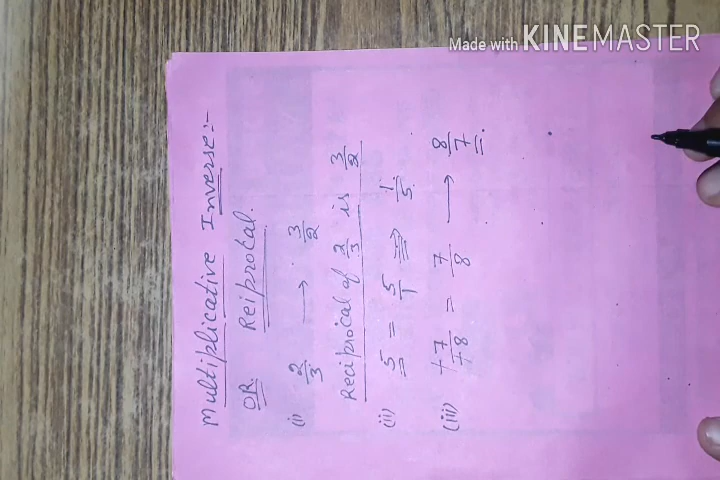 Made with KINEMASTER
Multiplicative Inverse:-
OR Reiprocal.
(i) 2/3 → 3/2
Reciprocal of 2/3 is 3/2
(ii) 5 = 5/1 ⇒ 1/5.
(iii) +7/+8 = 7/8 → 8/7.